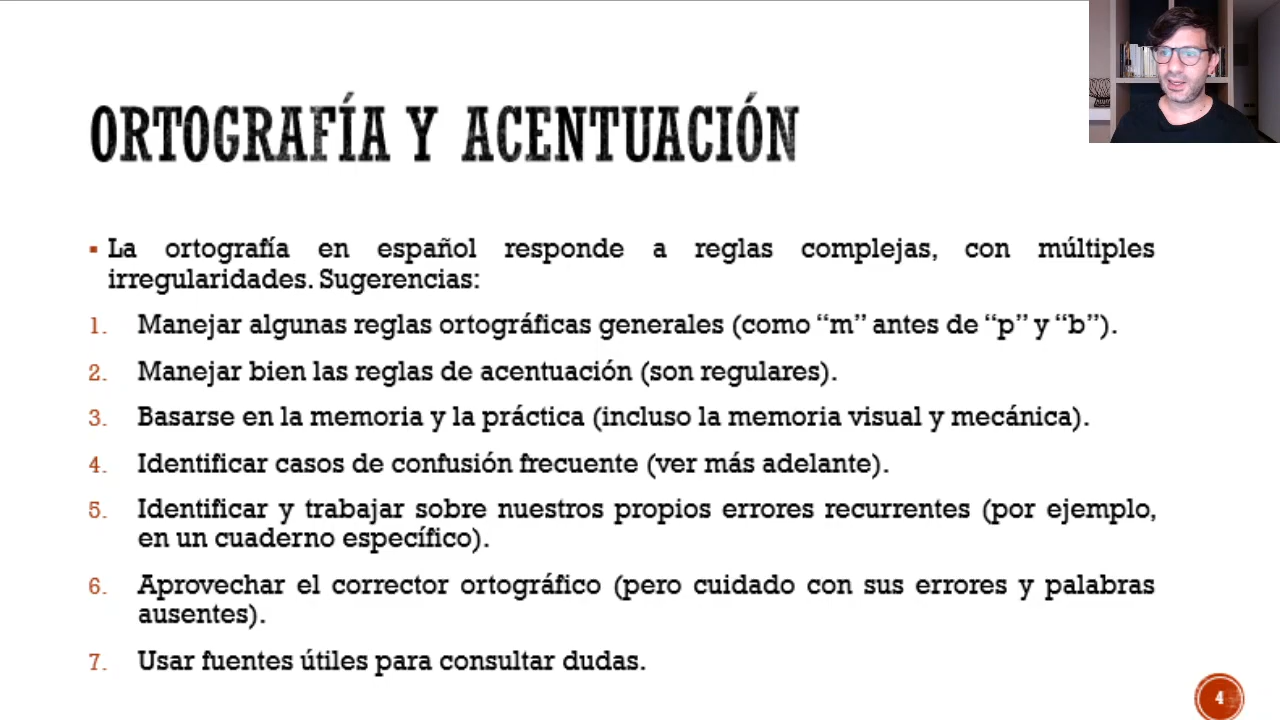 ORTOGRAFÍA Y ACENTUACIÓN
▪ La ortografía en español responde a reglas complejas, con múltiples
irregularidades. Sugerencias:
1. Manejar algunas reglas ortográficas generales (como “m” antes de “p” y “b”).
2. Manejar bien las reglas de acentuación (son regulares).
3. Basarse en la memoria y la práctica (incluso la memoria visual y mecánica).
4. Identificar casos de confusión frecuente (ver más adelante).
5. Identificar y trabajar sobre nuestros propios errores recurrentes (por ejemplo,
en un cuaderno específico).
6. Aprovechar el corrector ortográfico (pero cuidado con sus errores y palabras
ausentes).
7. Usar fuentes útiles para consultar dudas.
4